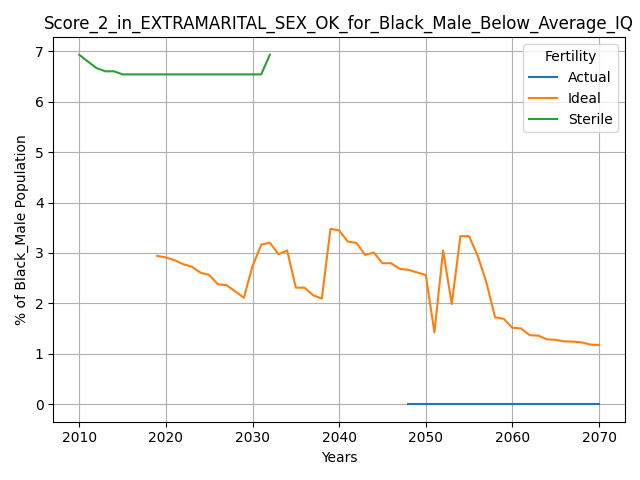 Score_2_in_EXTRAMARITAL_SEX_OK_for_Black_Male_Below_Average_IQ
Fertility
Actual
Ideal
Sterile
7
6
5
4
3
2
1
0
% of Black_Male Population
2010 2020 2030 2040 2050 2060 2070
Years